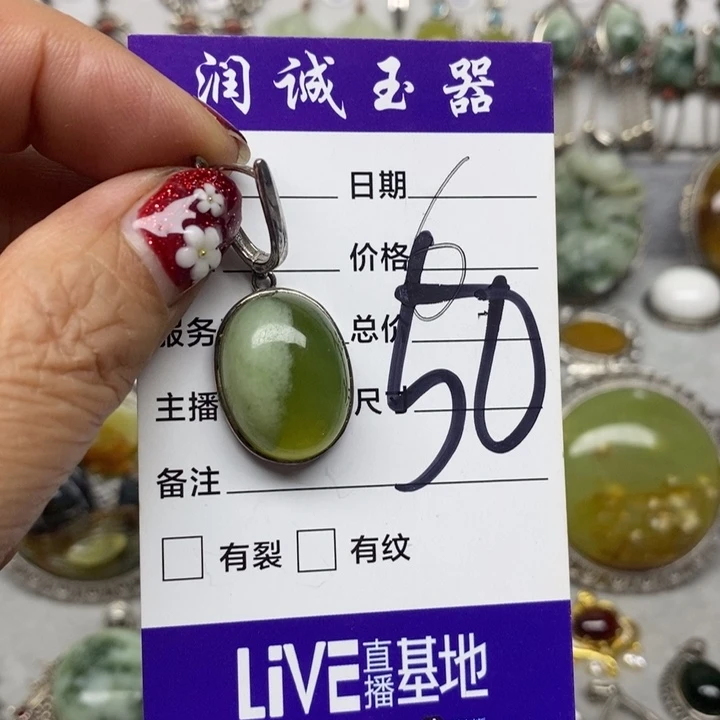 润诚玉器
日期
价格
服务 总价
主播 尺寸
备注
50
有裂 有纹
LiVE直播基地